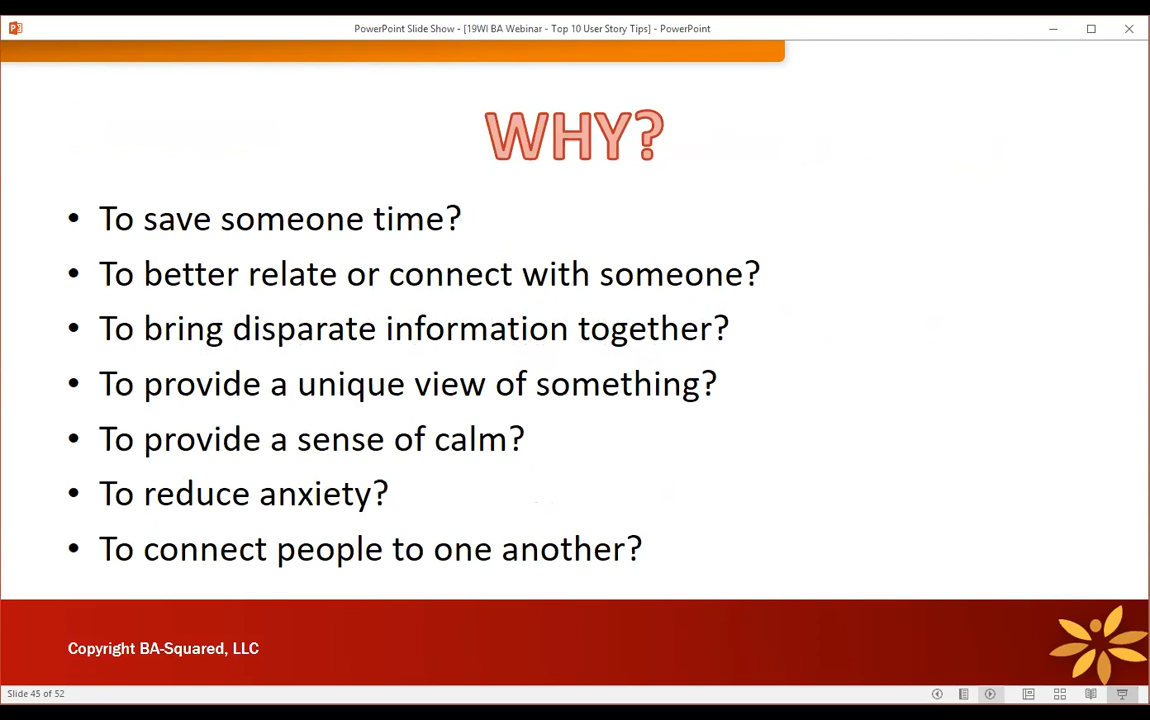 PowerPoint Slide Show - [19WI BA Webinar - Top 10 User Story Tips] - PowerPoint
WHY?
• To save someone time?
• To better relate or connect with someone?
• To bring disparate information together?
• To provide a unique view of something?
• To provide a sense of calm?
• To reduce anxiety?
• To connect people to one another?
Copyright BA-Squared, LLC
Slide 45 of 52